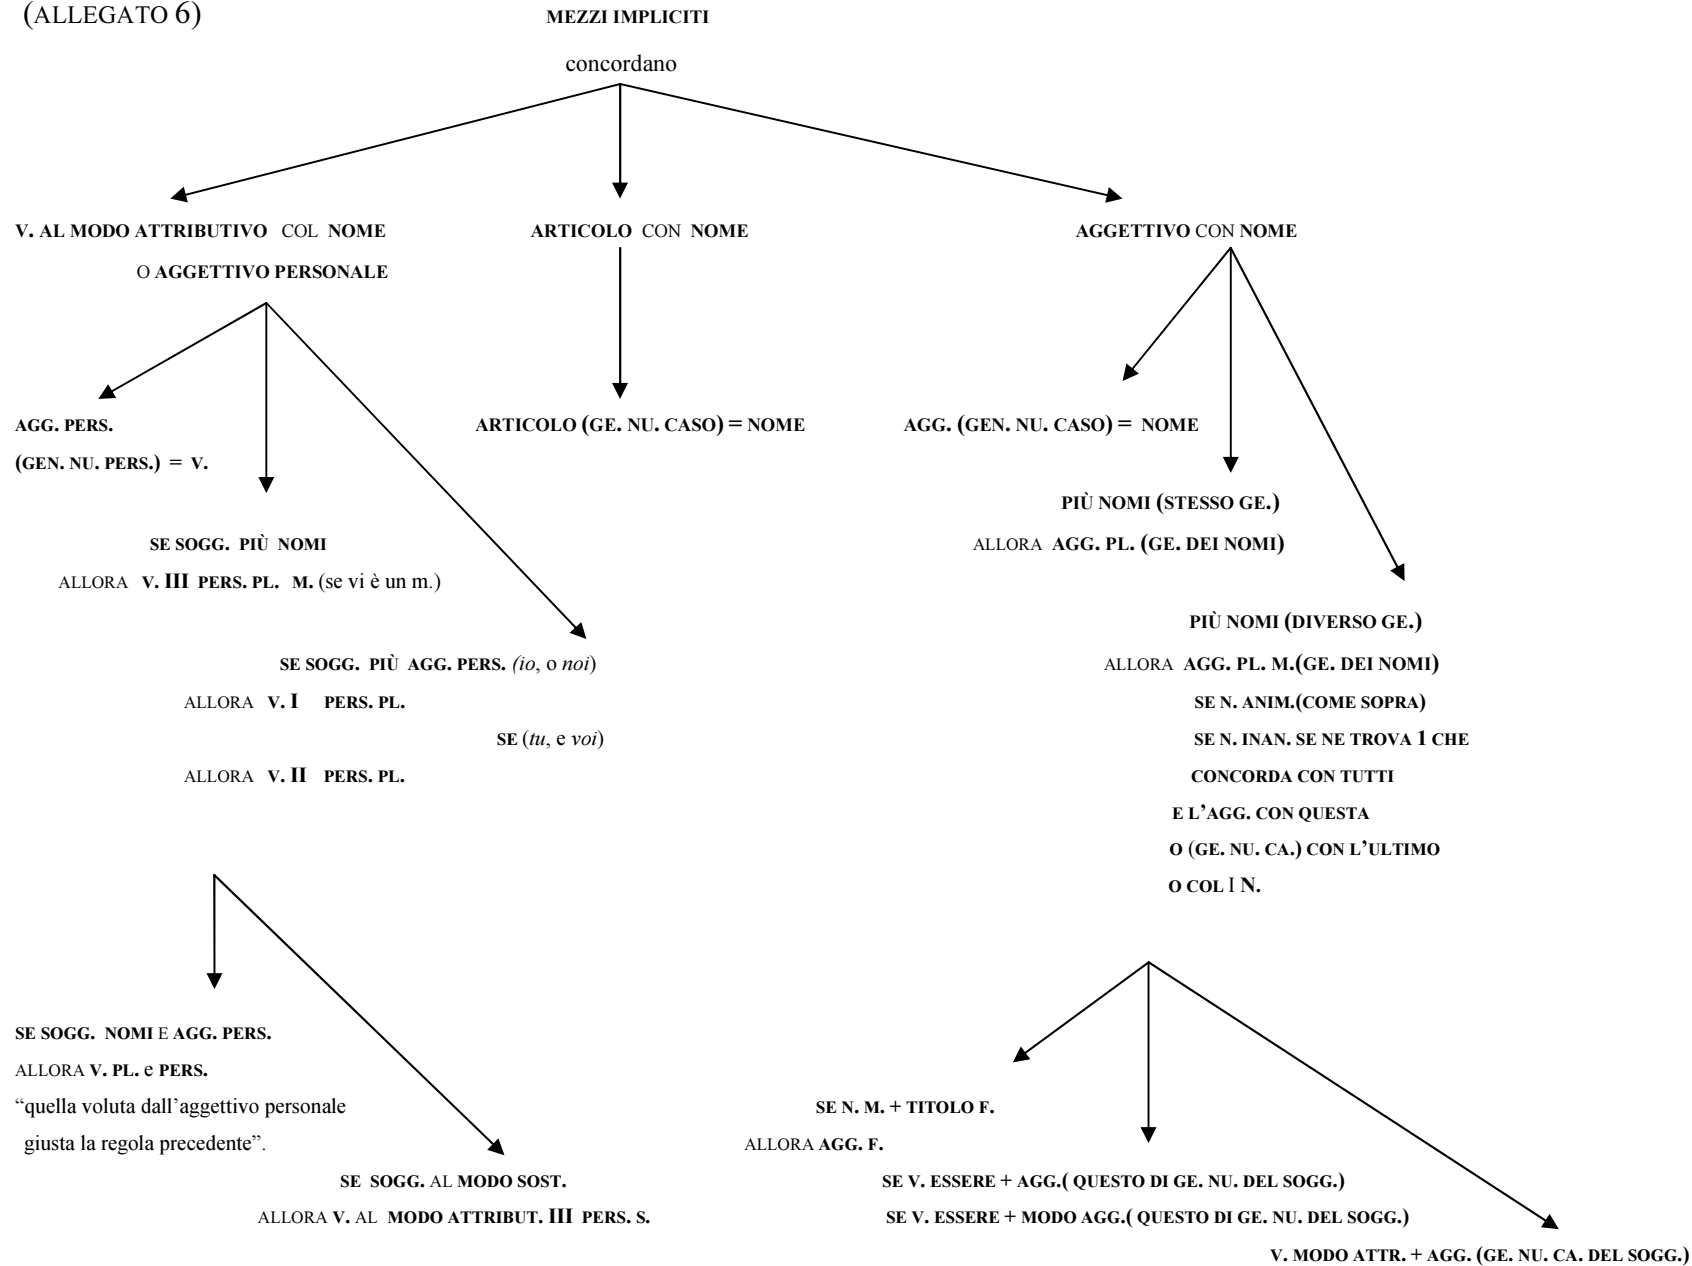 (ALLEGATO 6)
MEZZI IMPLICITI
concordano
V. AL MODO ATTRIBUTIVO COL NOME
O AGGETTIVO PERSONALE
ARTICOLO CON NOME
AGGETTIVO CON NOME
AGG. PERS.
(GEN. NU. PERS.) = V.
ARTICOLO (GE. NU. CASO) = NOME
AGG. (GEN. NU. CASO) = NOME
PIÙ NOMI (STESSO GE.)
ALLORA AGG. PL. (GE. DEI NOMI)
SE SOGG. PIÙ NOMI
ALLORA V. III PERS. PL. M. (se vi è un m.)
PIÙ NOMI (DIVERSO GE.)
ALLORA AGG. PL. M.(GE. DEI NOMI)
SE N. ANIM.(COME SOPRA)
SE N. INAN. SE NE TROVA 1 CHE
CONCORDA CON TUTTI
E L’AGG. CON QUESTA
O (GE. NU. CA.) CON L’ULTIMO
O COL I N.
SE SOGG. PIÙ AGG. PERS. (io, o noi)
ALLORA V. I PERS. PL.
SE (tu, e voi)
ALLORA V. II PERS. PL.
SE SOGG. NOMI E AGG. PERS.
ALLORA V. PL. e PERS.
“quella voluta dall’aggettivo personale
giusta la regola precedente”.
SE SOGG. AL MODO SOST.
ALLORA V. AL MODO ATTRIBUT. III PERS. S.
SE N. M. + TITOLO F.
ALLORA AGG. F.
SE V. ESSERE + AGG.( QUESTO DI GE. NU. DEL SOGG.)
SE V. ESSERE + MODO AGG.( QUESTO DI GE. NU. DEL SOGG.)
V. MODO ATTR. + AGG. (GE. NU. CA. DEL SOGG.)